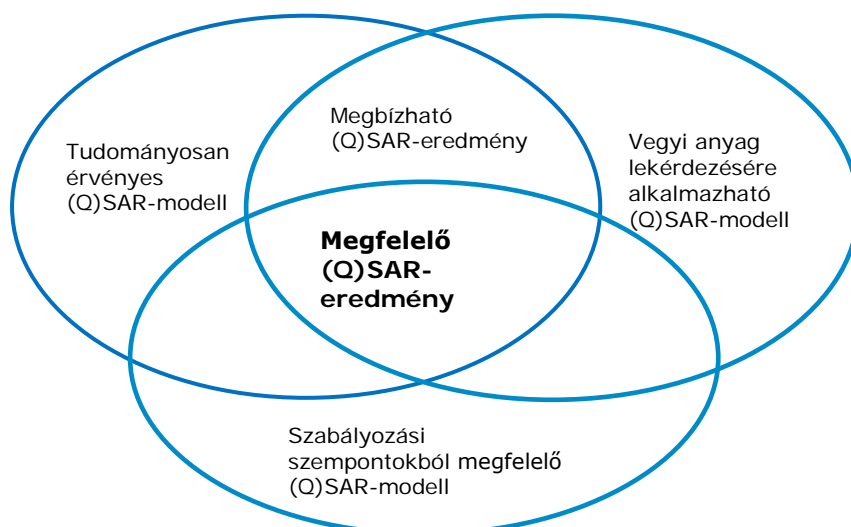 Tudományosan
érvényes
(Q)SAR-modell
Megbízható
(Q)SAR-eredmény
Vegyi anyag
lekérdezésére
alkalmazható
(Q)SAR-modell
Megfelelő
(Q)SAR-
eredmény
Szabályozási
szempontokból megfelelő
(Q)SAR-modell